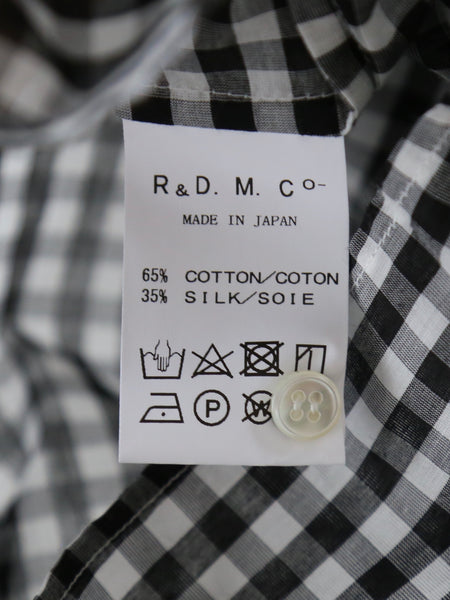 R&D. M. Co-
MADE IN JAPAN
65% COTTON/COTON
35% SILK/SOIE
P
W